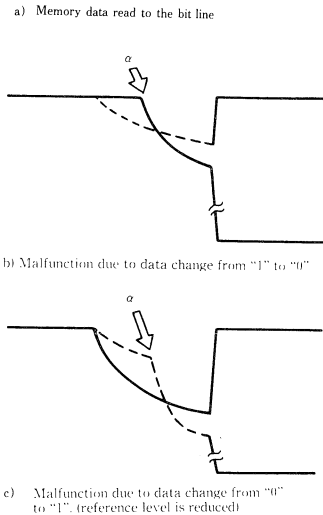 a) Memory data read to the bit line
α
b) Malfunction due to data change from “1” to “0”
α
c) Malfunction due to data change from “0”
to “1”. (reference level is reduced)